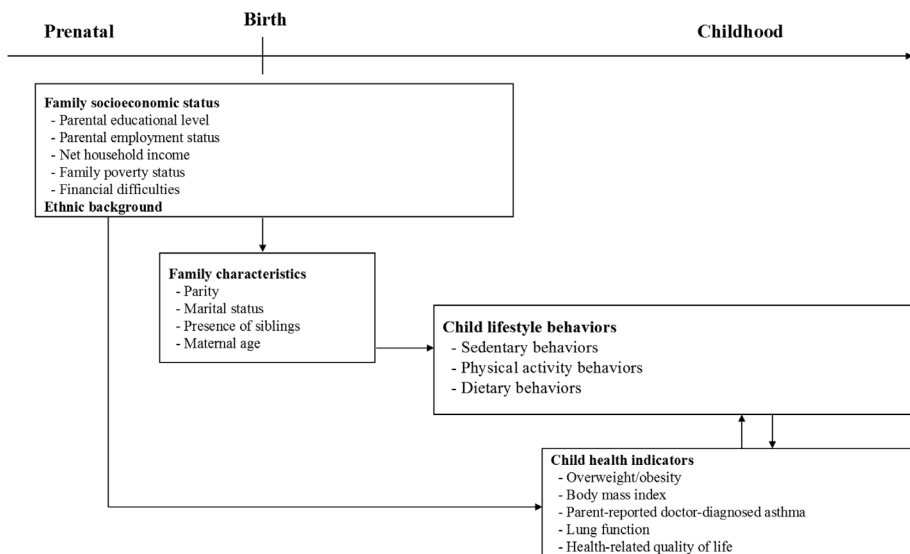 Prenatal
Birth
Childhood
Family socioeconomic status
- Parental educational level
- Parental employment status
- Net household income
- Family poverty status
- Financial difficulties
Ethnic background
Family characteristics
- Parity
- Marital status
- Presence of siblings
- Maternal age
Child lifestyle behaviors
- Sedentary behaviors
- Physical activity behaviors
- Dietary behaviors
Child health indicators
- Overweight/obesity
- Body mass index
- Parent-reported doctor-diagnosed asthma
- Lung function
- Health-related quality of life